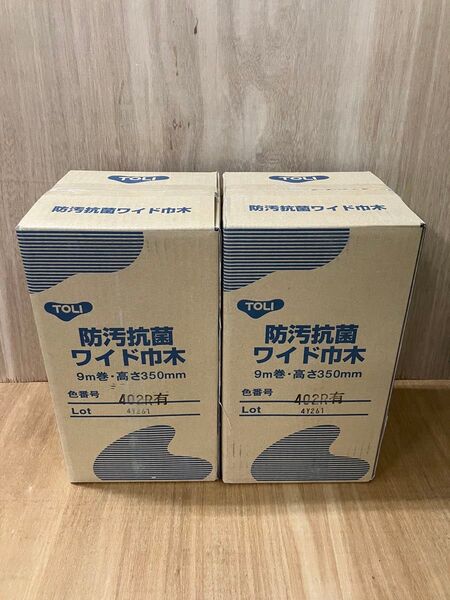 TOLI
防汚抗菌ワイド巾木
TOLI
防汚抗菌
ワイド巾木
9m巻・高さ350mm
色番号 402R有
Lot 4Y261
TOLI
防汚抗菌ワイド巾木
TOLI
防汚抗菌
ワイド巾木
9m巻・高さ350mm
色番号 402R有
Lot 4Y261